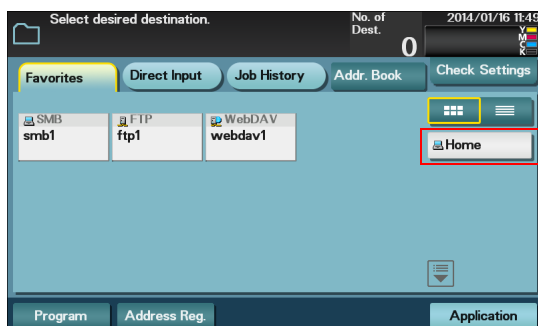 Select desired destination.
No. of
Dest.
0
2014/01/16 11:49
Y
M
C
K
Favorites
Direct Input
Job History
Addr. Book
Check Settings
SMB
smb1
FTP
ftp1
WebDAV
webdav1
Home
Program
Address Reg.
Application